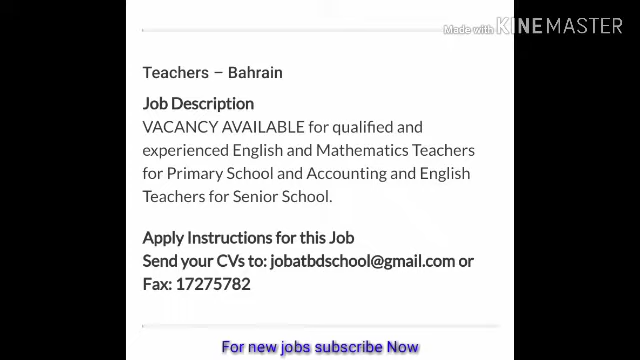 Made with KINEMASTER
Teachers – Bahrain
Job Description
VACANCY AVAILABLE for qualified and
experienced English and Mathematics Teachers
for Primary School and Accounting and English
Teachers for Senior School.
Apply Instructions for this Job
Send your CVs to: jobatbdschool@gmail.com or
Fax: 17275782
For new jobs subscribe Now